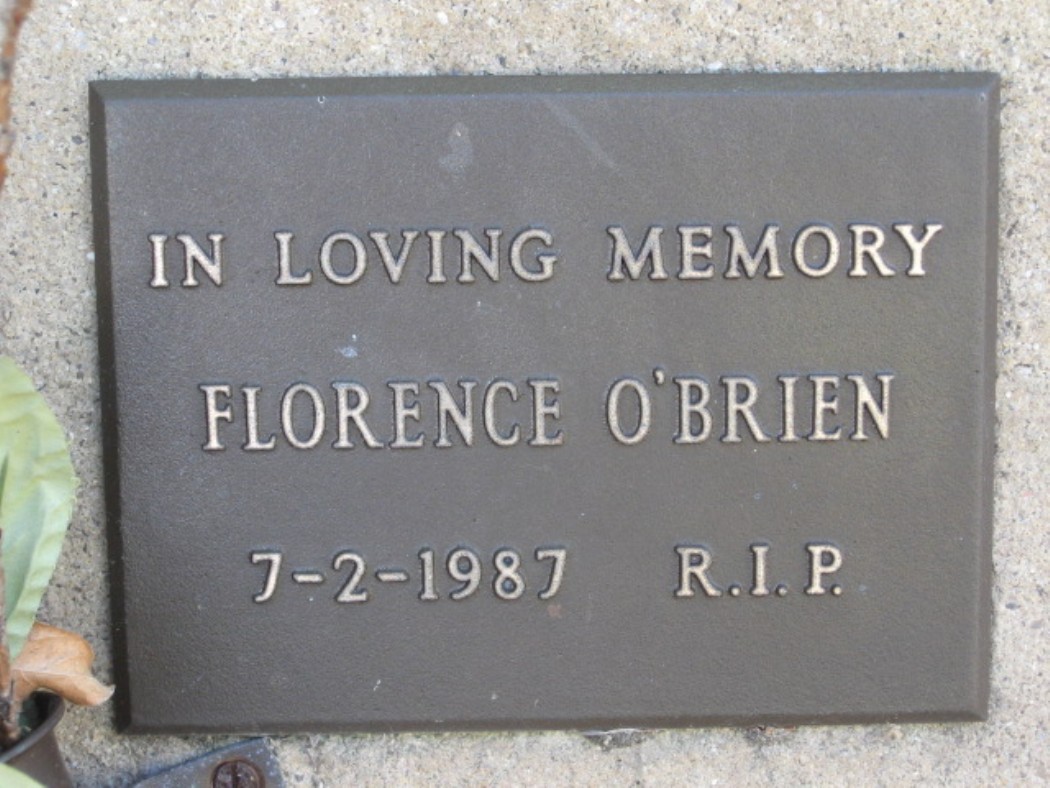 IN LOVING MEMORY
FLORENCE O'BRIEN
7-2-1987 R.I.P.